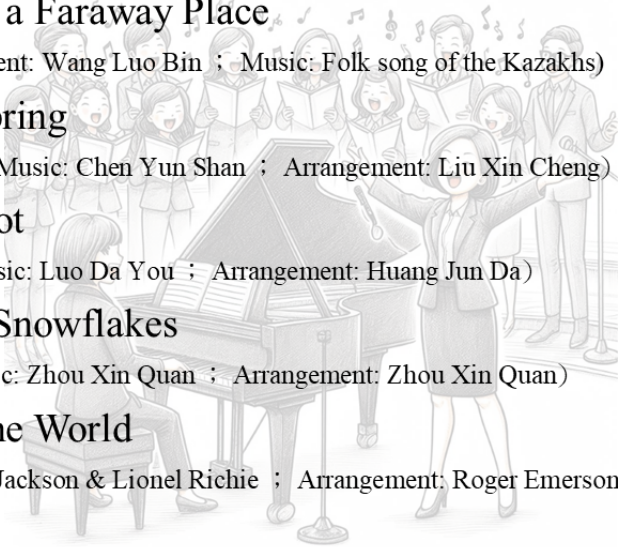 a Faraway Place
ent: Wang Luo Bin ； Music: Folk song of the Kazakhs)
oring
Music: Chen Yun Shan ； Arrangement: Liu Xin Cheng）
ot
sic: Luo Da You ； Arrangement: Huang Jun Da）
Snowflakes
c: Zhou Xin Quan ； Arrangement: Zhou Xin Quan）
he World
Jackson & Lionel Richie ； Arrangement: Roger Emerson